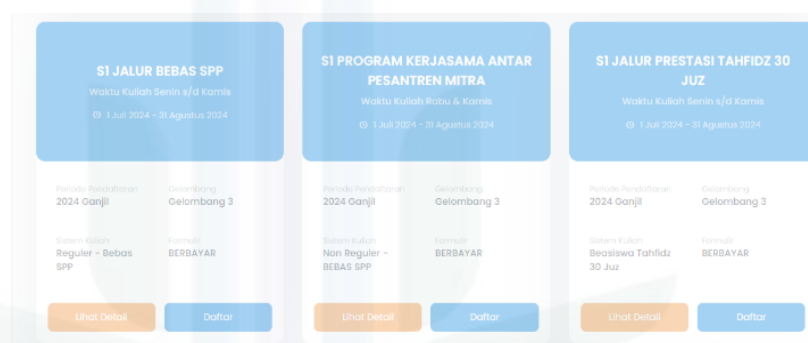 S1 JALUR BEBAS SPP
Waktu Kuliah Senin s/d Kamis
1 Juli 2024 - 31 Agustus 2024
Periode Pendaftaran
2024 Ganjil
Gelombang
Gelombang 3
Sistem Kuliah
Reguler - Bebas
SPP
Formulir
BERBAYAR
Lihat Detail
Daftar
S1 PROGRAM KERJASAMA ANTAR
PESANTREN MITRA
Waktu Kuliah Rabu & Kamis
1 Juli 2024 - 31 Agustus 2024
Periode Pendaftaran
2024 Ganjil
Gelombang
Gelombang 3
Sistem Kuliah
Non Reguler -
BEBAS SPP
Formulir
BERBAYAR
Lihat Detail
Daftar
S1 JALUR PRESTASI TAHFIDZ 30
JUZ
Waktu Kuliah Senin s/d Kamis
1 Juli 2024 - 31 Agustus 2024
Periode Pendaftaran
2024 Ganjil
Gelombang
Gelombang 3
Sistem Kuliah
Beasiswa Tahfidz
30 Juz
Formulir
BERBAYAR
Lihat Detail
Daftar